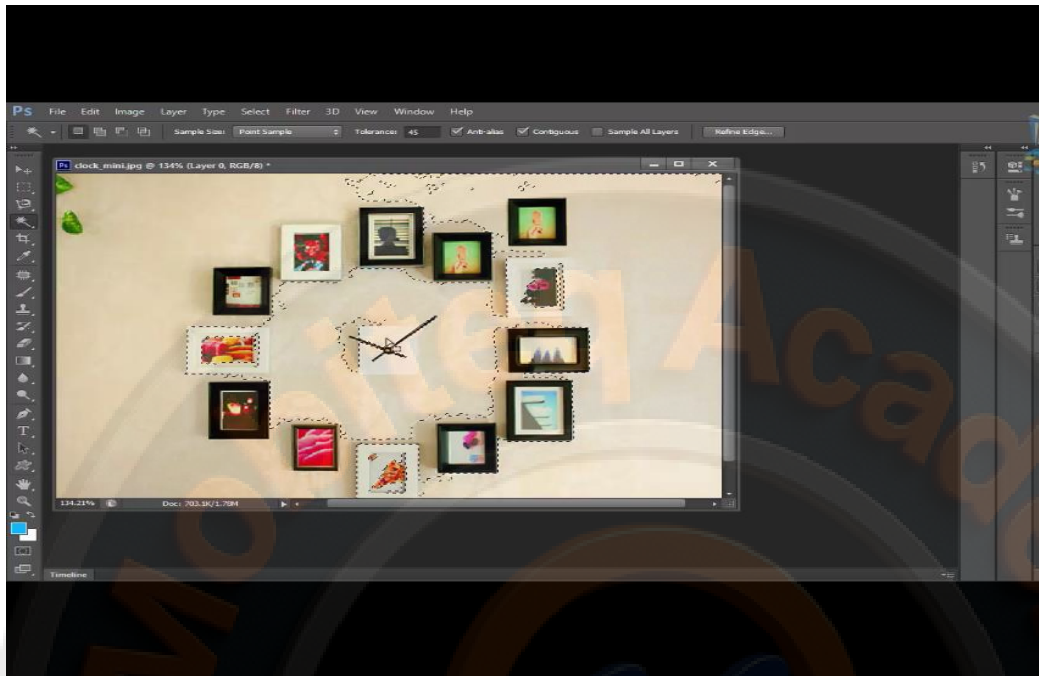 Ps File Edit Image Layer Type Select Filter 3D View Window Help
Sample Size: Point Sample Tolerance: 45 Anti-alias Contiguous Sample All Layers Refine Edge...
Ps clock_mini.jpg @ 134% (Layer 0, RGB/8) *
134.21% Doc: 703.1K/1.79M
Timeline